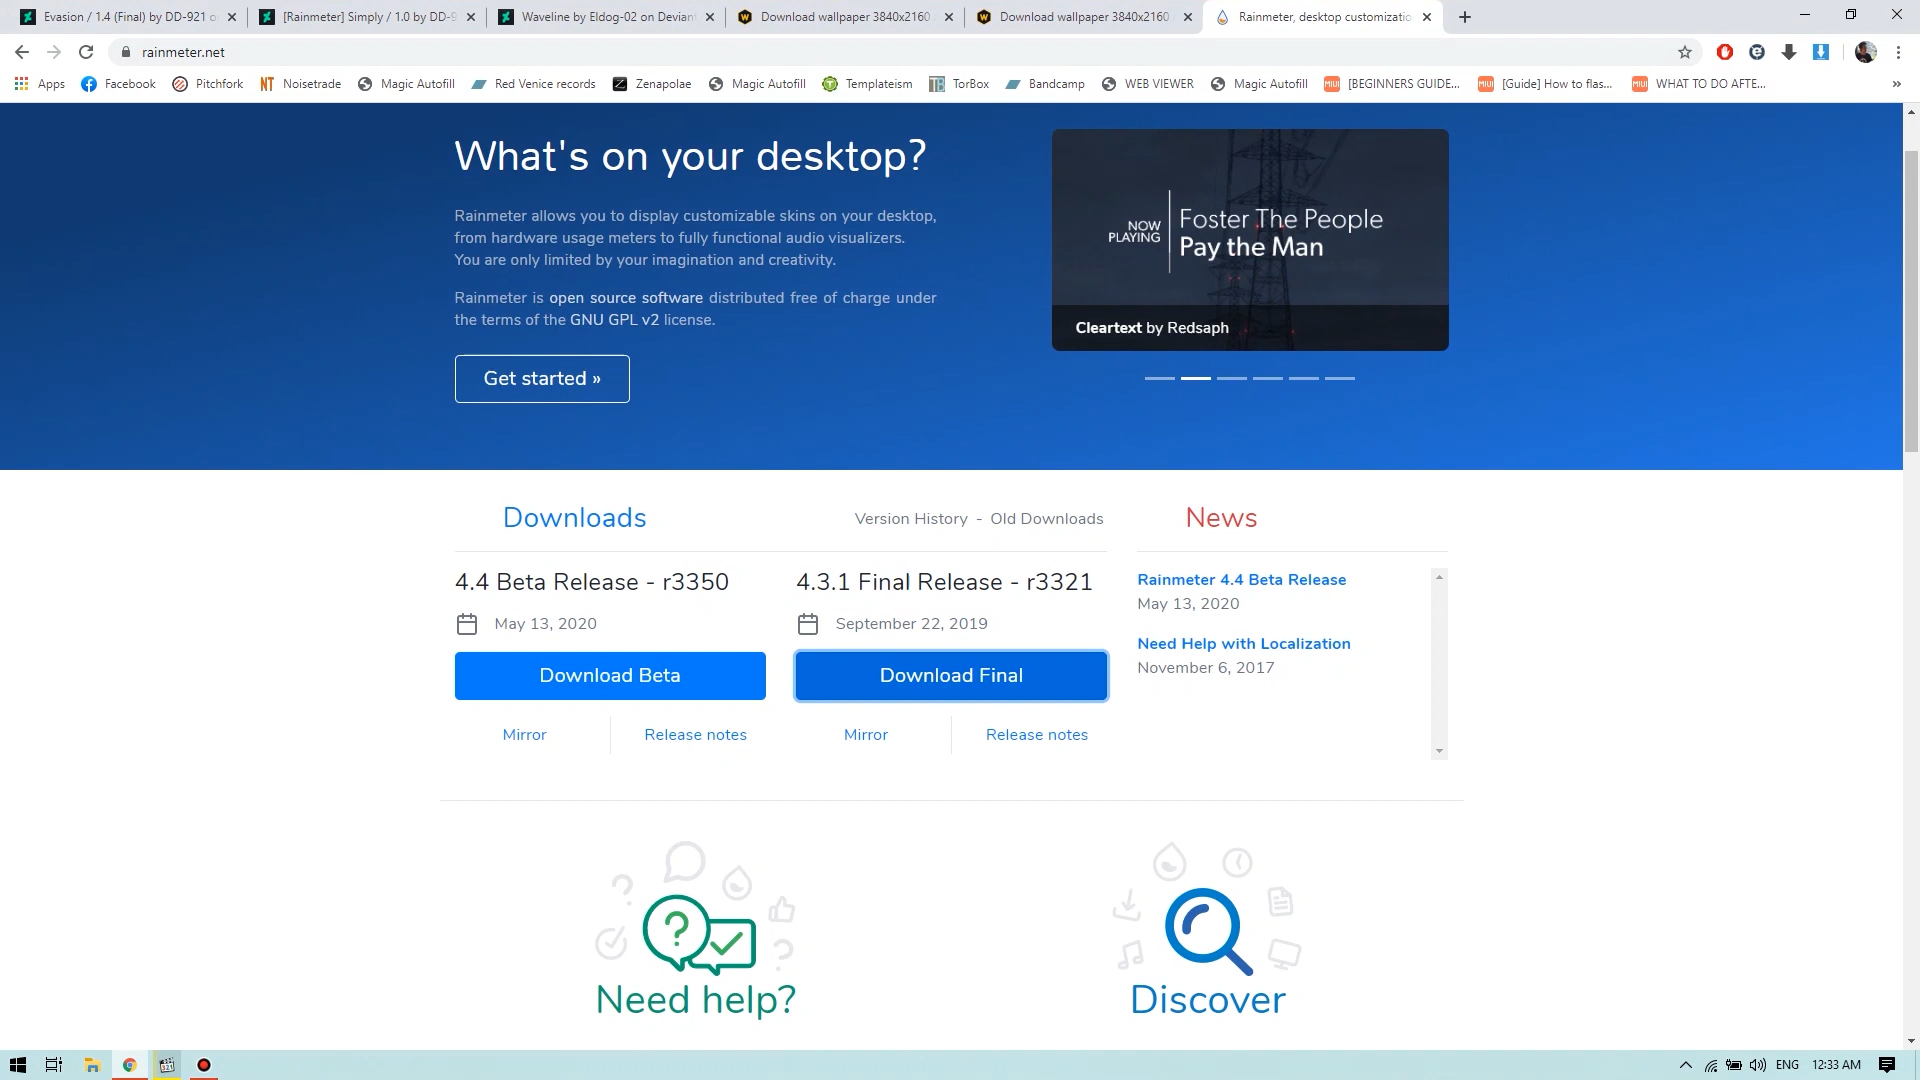 Evasion / 1.4 (Final) by DD-921 o
[Rainmeter] Simply / 1.0 by DD-9
Waveline by Eldog-02 on Deviant
Download wallpaper 3840x2160
Download wallpaper 3840x2160
Rainmeter, desktop customizatio
rainmeter.net
Apps
Facebook
Pitchfork
NT Noisetrade
Magic Autofill
Red Venice records
Zenapolae
Magic Autofill
Templateism
TorBox
Bandcamp
WEB VIEWER
Magic Autofill
MIUI [BEGINNERS GUIDE...
MIUI [Guide] How to flas...
MIUI WHAT TO DO AFTE...
»
What's on your desktop?
Rainmeter allows you to display customizable skins on your desktop,
from hardware usage meters to fully functional audio visualizers.
You are only limited by your imagination and creativity.
Rainmeter is open source software distributed free of charge under
the terms of the GNU GPL v2 license.
Get started »
NOW
PLAYING
Foster The People
Pay the Man
Cleartext by Redsaph
Downloads
Version History - Old Downloads
4.4 Beta Release - r3350
May 13, 2020
Download Beta
Mirror
Release notes
4.3.1 Final Release - r3321
September 22, 2019
Download Final
Mirror
Release notes
News
Rainmeter 4.4 Beta Release
May 13, 2020
Need Help with Localization
November 6, 2017
Need help?
Discover
321
ENG
12:33 AM